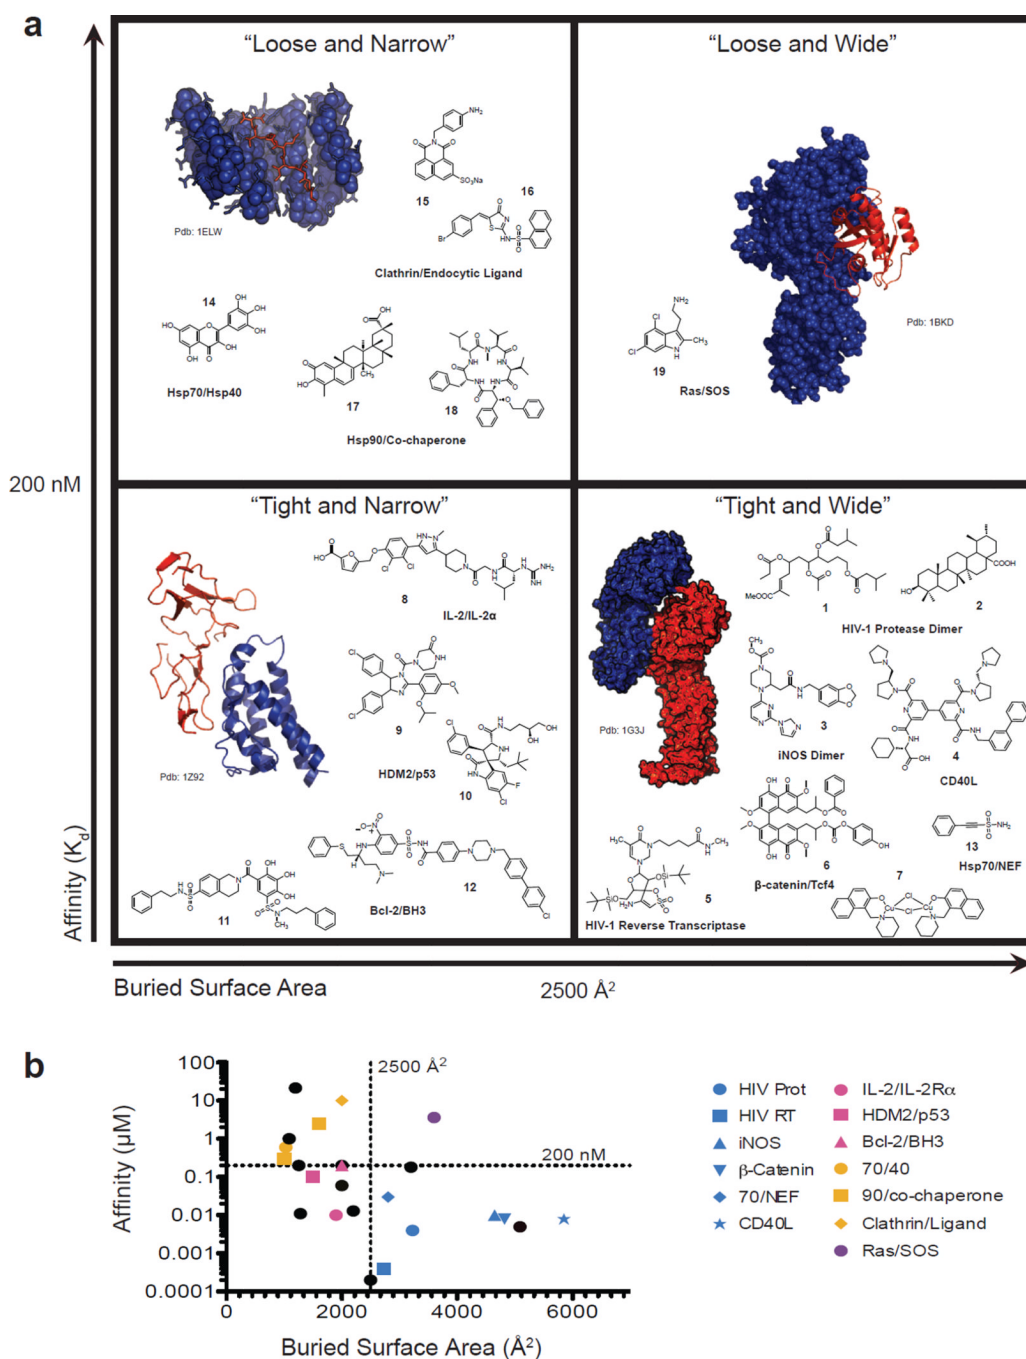 a
"Loose and Narrow"
"Loose and Wide"
Pdb: 1ELW
15
16
Clathrin/Endocytic Ligand
14
Hsp70/Hsp40
17
18
Hsp90/Co-chaperone
19
Ras/SOS
Pdb: 1BKD
200 nM
Affinity (Kd)
"Tight and Narrow"
"Tight and Wide"
8
IL-2/IL-2α
9
HDM2/p53
10
Pdb: 1Z92
11
12
Bcl-2/BH3
1
2
HIV-1 Protease Dimer
Pdb: 1G3J
3
iNOS Dimer
4
CD40L
5
HIV-1 Reverse Transcriptase
6
β-catenin/Tcf4
7
13
Hsp70/NEF
Buried Surface Area
2500 Å²
b
100
10
1
0.1
0.01
0.001
0.0001
Affinity (µM)
2500 Å²
200 nM
0
2000
4000
6000
Buried Surface Area (Å²)
HIV Prot
HIV RT
iNOS
β-Catenin
70/NEF
CD40L
IL-2/IL-2Rα
HDM2/p53
Bcl-2/BH3
70/40
90/co-chaperone
Clathrin/Ligand
Ras/SOS